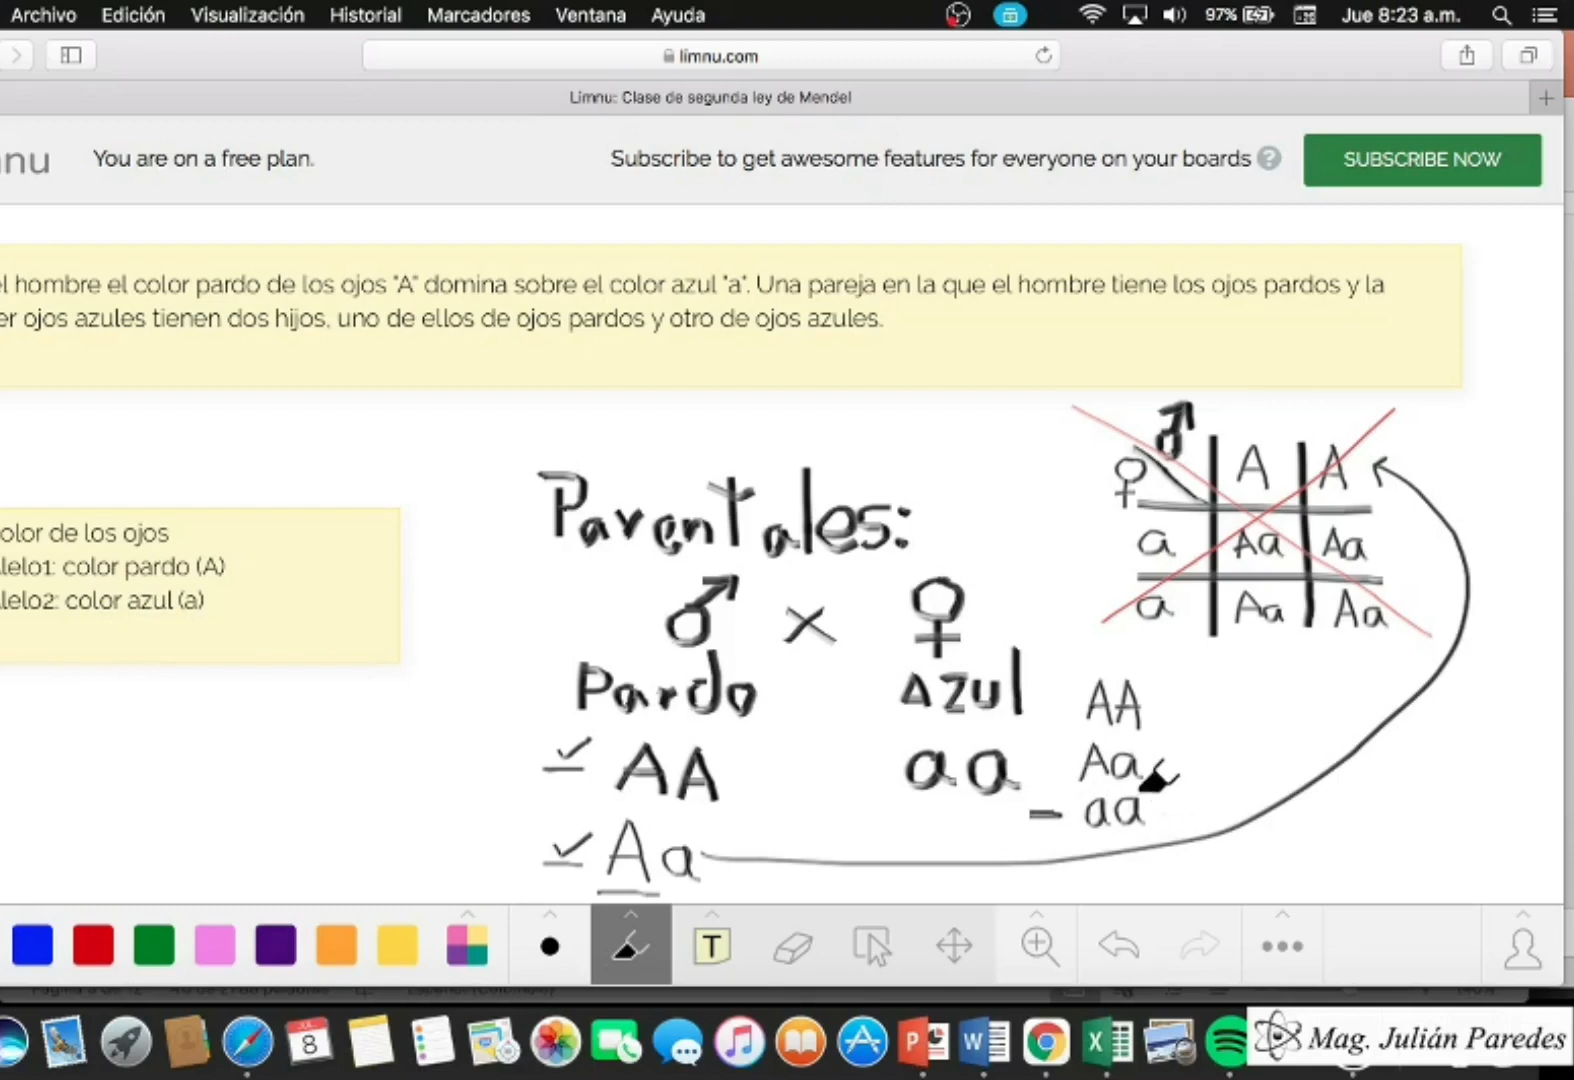 Archivo Edición Visualización Historial Marcadores Ventana Ayuda 97% Jue 8:23 a.m.
limnu.com
Limnu: Clase de segunda ley de Mendel
nu You are on a free plan. Subscribe to get awesome features for everyone on your boards ? SUBSCRIBE NOW
el hombre el color pardo de los ojos "A" domina sobre el color azul "a". Una pareja en la que el hombre tiene los ojos pardos y la
er ojos azules tienen dos hijos, uno de ellos de ojos pardos y otro de ojos azules.
olor de los ojos
lelo1: color pardo (A)
lelo2: color azul (a)
Parentales:
♂ x ♀
Pardo Azul
AA aa
Aa
♂
♀ A A
a Aa Aa
a Aa Aa
AA
Aa
- aa
T
JUL
8
P W X
Mag. Julián Paredes